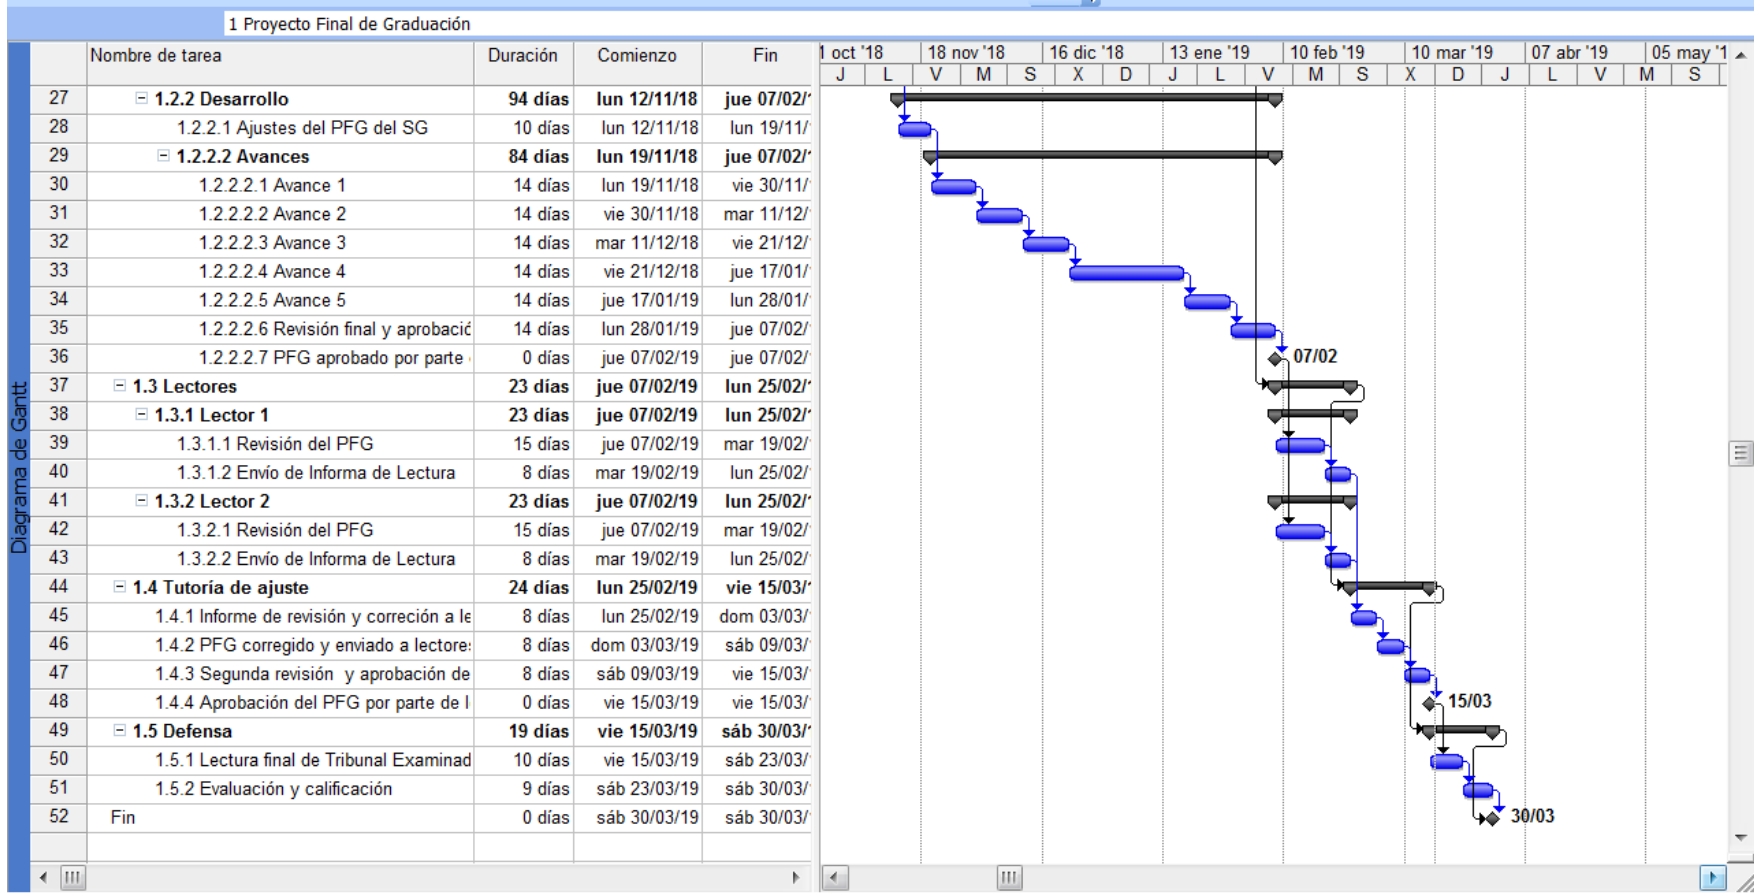 1 Proyecto Final de Graduación
Nombre de tarea Duración Comienzo Fin
1 oct '18 18 nov '18 16 dic '18 13 ene '19 10 feb '19 10 mar '19 07 abr '19 05 may '1
J L V M S X D J L V M S X D J L V M S
Diagrama de Gantt
27 1.2.2 Desarrollo 94 días lun 12/11/18 jue 07/02/
28 1.2.2.1 Ajustes del PFG del SG 10 días lun 12/11/18 lun 19/11/
29 1.2.2.2 Avances 84 días lun 19/11/18 jue 07/02/
30 1.2.2.2.1 Avance 1 14 días lun 19/11/18 vie 30/11/
31 1.2.2.2.2 Avance 2 14 días vie 30/11/18 mar 11/12/
32 1.2.2.2.3 Avance 3 14 días mar 11/12/18 vie 21/12/
33 1.2.2.2.4 Avance 4 14 días vie 21/12/18 jue 17/01/
34 1.2.2.2.5 Avance 5 14 días jue 17/01/19 lun 28/01/
35 1.2.2.2.6 Revisión final y aprobació 14 días lun 28/01/19 jue 07/02/
36 1.2.2.2.7 PFG aprobado por parte 0 días jue 07/02/19 jue 07/02/ 07/02
37 1.3 Lectores 23 días jue 07/02/19 lun 25/02/
38 1.3.1 Lector 1 23 días jue 07/02/19 lun 25/02/
39 1.3.1.1 Revisión del PFG 15 días jue 07/02/19 mar 19/02/
40 1.3.1.2 Envío de Informa de Lectura 8 días mar 19/02/19 lun 25/02/
41 1.3.2 Lector 2 23 días jue 07/02/19 lun 25/02/
42 1.3.2.1 Revisión del PFG 15 días jue 07/02/19 mar 19/02/
43 1.3.2.2 Envío de Informa de Lectura 8 días mar 19/02/19 lun 25/02/
44 1.4 Tutoría de ajuste 24 días lun 25/02/19 vie 15/03/
45 1.4.1 Informe de revisión y correción a le 8 días lun 25/02/19 dom 03/03/
46 1.4.2 PFG corregido y enviado a lectore 8 días dom 03/03/19 sáb 09/03/
47 1.4.3 Segunda revisión y aprobación de 8 días sáb 09/03/19 vie 15/03/
48 1.4.4 Aprobación del PFG por parte de l 0 días vie 15/03/19 vie 15/03/ 15/03
49 1.5 Defensa 19 días vie 15/03/19 sáb 30/03/
50 1.5.1 Lectura final de Tribunal Examinad 10 días vie 15/03/19 sáb 23/03/
51 1.5.2 Evaluación y calificación 9 días sáb 23/03/19 sáb 30/03/
52 Fin 0 días sáb 30/03/19 sáb 30/03/ 30/03